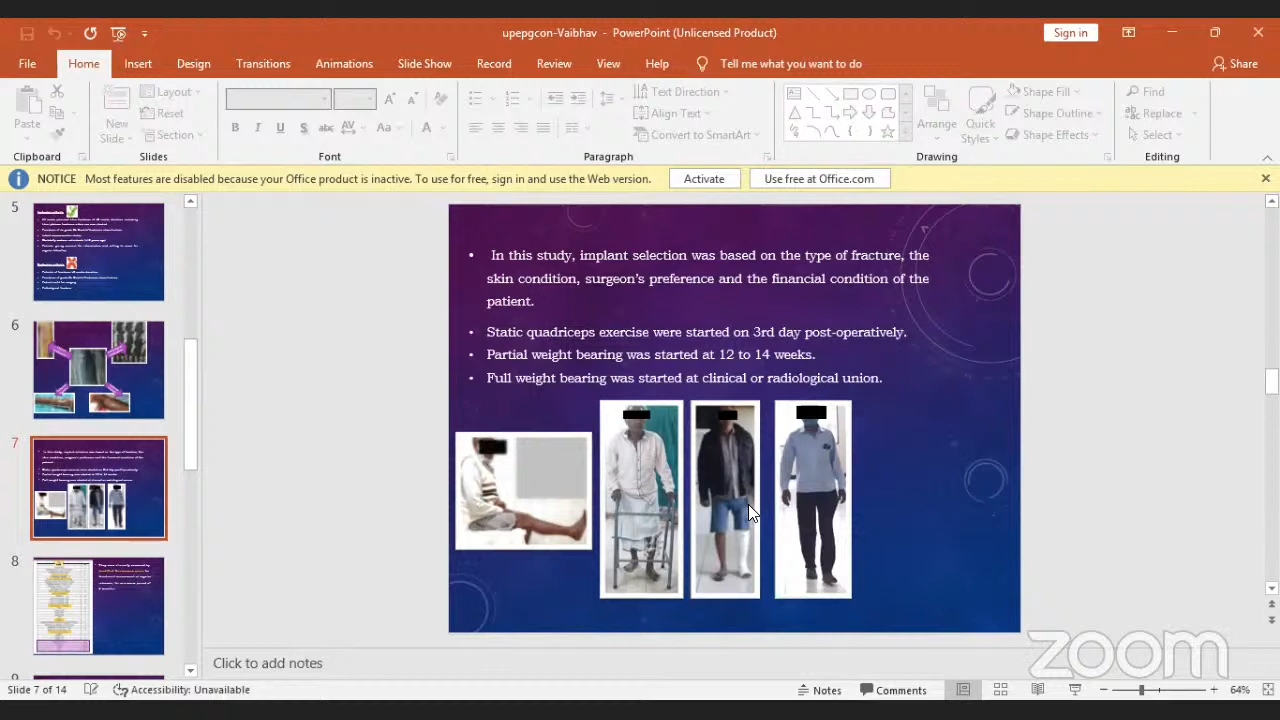 upepgcon-Vaibhav - PowerPoint (Unlicensed Product)
Sign in
File Home Insert Design Transitions Animations Slide Show Record Review View Help Tell me what you want to do Share
Paste
Clipboard
New Slide
Layout
Reset
Section
Slides
B I U S abc AV Aa A
Font
Text Direction
Align Text
Convert to SmartArt
Paragraph
Arrange
Quick Styles
Shape Fill
Shape Outline
Shape Effects
Drawing
Find
Replace
Select
Editing
NOTICE Most features are disabled because your Office product is inactive. To use for free, sign in and use the Web version. Activate Use free at Office.com
5
6
7
8
• In this study, implant selection was based on the type of fracture, the
skin condition, surgeon's preference and the financial condition of the
patient.
• Static quadriceps exercise were started on 3rd day post-operatively.
• Partial weight bearing was started at 12 to 14 weeks.
• Full weight bearing was started at clinical or radiological union.
Click to add notes
zoom
Slide 7 of 14 Accessibility: Unavailable Notes Comments 64%